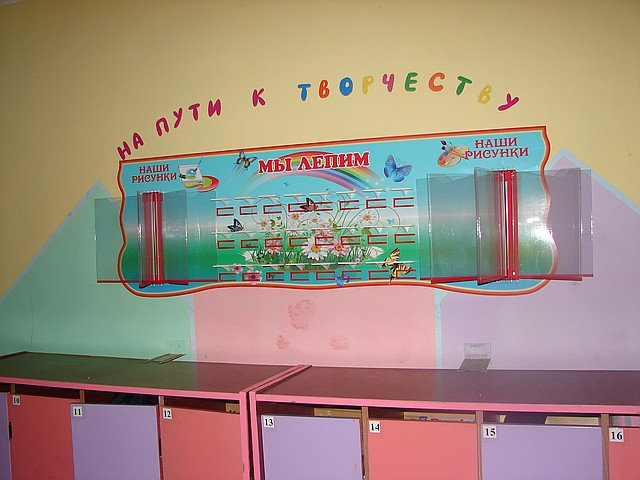 НА ПУТИ К ТВОРЧЕСТВУ
НАШИ
РИСУНКИ
МЫ ЛЕПИМ
НАШИ
РИСУНКИ
10
11
12
13
14
15
16